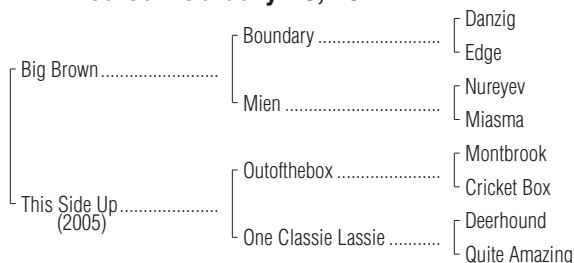 Danzig
Boundary
Edge
Big Brown
Nureyev
Mien
Miasma
Montbrook
Outofthebox
Cricket Box
This Side Up
(2005)
Deerhound
One Classie Lassie
Quite Amazing